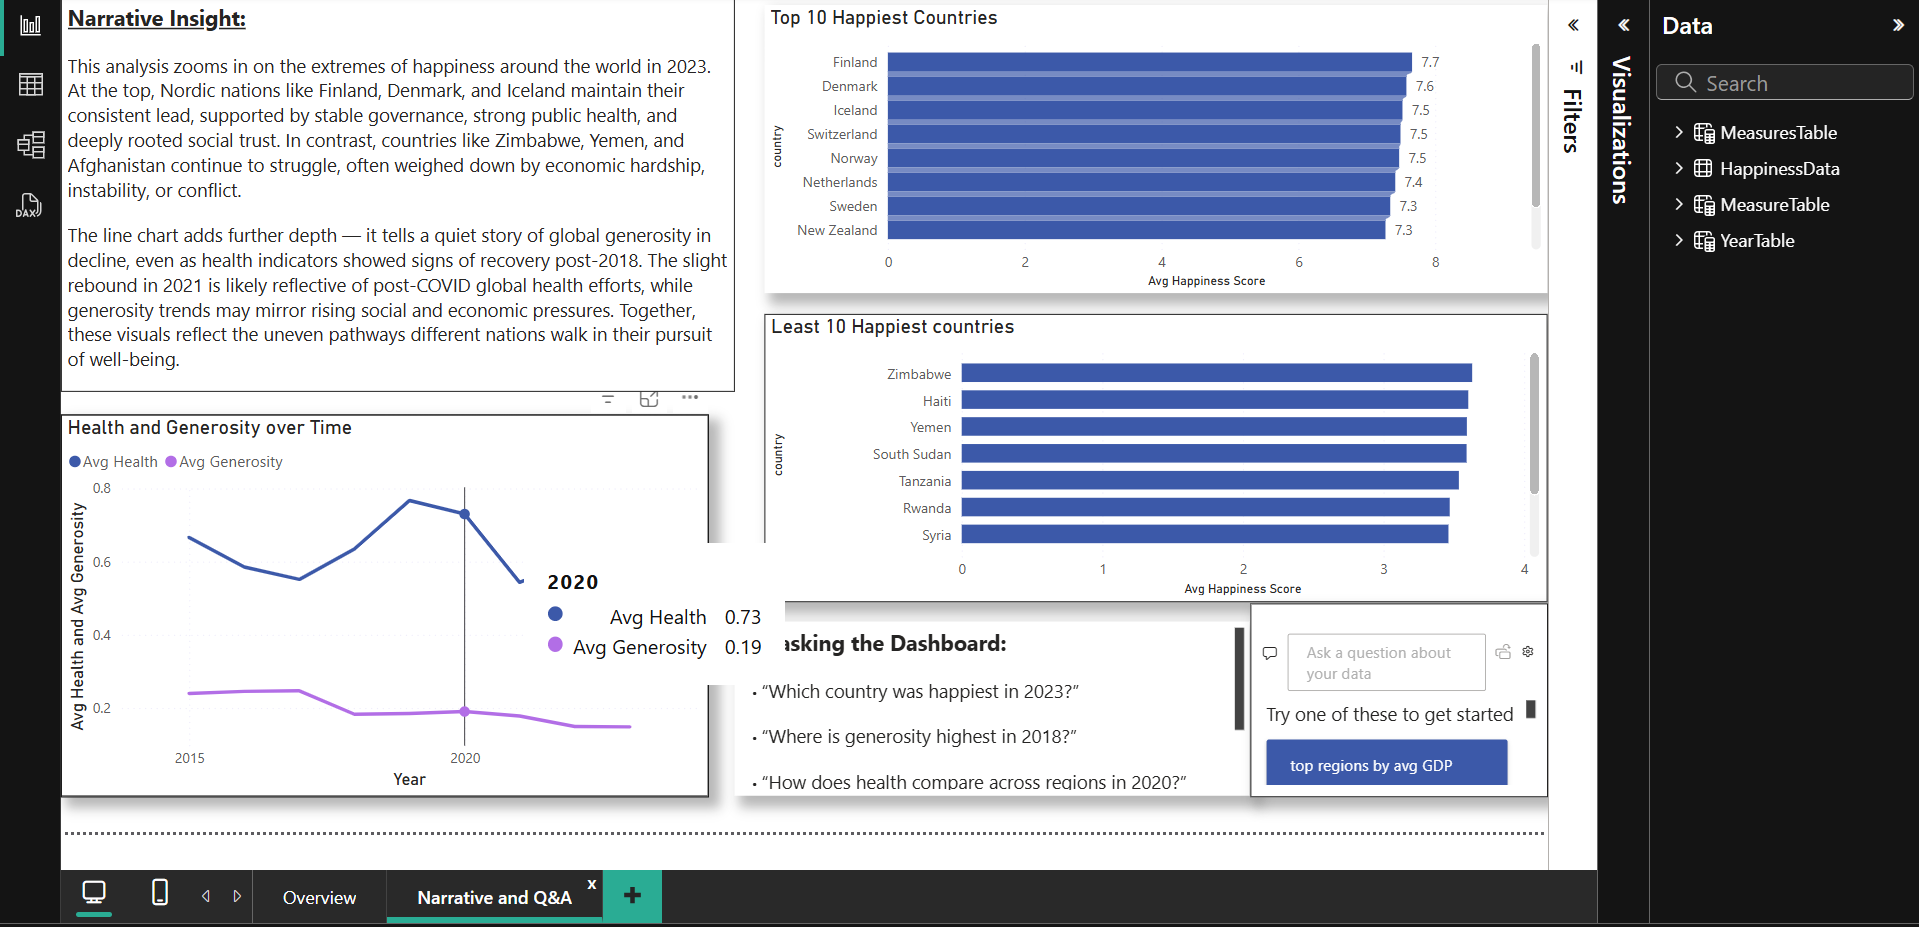 Narrative Insight:
This analysis zooms in on the extremes of happiness around the world in 2023.
At the top, Nordic nations like Finland, Denmark, and Iceland maintain their
consistent lead, supported by stable governance, strong public health, and
deeply rooted social trust. In contrast, countries like Zimbabwe, Yemen, and
Afghanistan continue to struggle, often weighed down by economic hardship,
instability, or conflict.
The line chart adds further depth — it tells a quiet story of global generosity in
decline, even as health indicators showed signs of recovery post-2018. The slight
rebound in 2021 is likely reflective of post-COVID global health efforts, while
generosity trends may mirror rising social and economic pressures. Together,
these visuals reflect the uneven pathways different nations walk in their pursuit
of well-being.
Health and Generosity over Time
Avg Health Avg Generosity
Avg Health and Avg Generosity
0.8
0.6
0.4
0.2
2015 2020
Year
2020
Avg Health 0.73
Avg Generosity 0.19
Top 10 Happiest Countries
country
Finland 7.7
Denmark 7.6
Iceland 7.5
Switzerland 7.5
Norway 7.5
Netherlands 7.4
Sweden 7.3
New Zealand 7.3
0 2 4 6 8
Avg Happiness Score
Least 10 Happiest countries
country
Zimbabwe
Haiti
Yemen
South Sudan
Tanzania
Rwanda
Syria
0 1 2 3 4
Avg Happiness Score
asking the Dashboard:
• “Which country was happiest in 2023?”
• “Where is generosity highest in 2018?”
• “How does health compare across regions in 2020?”
Ask a question about
your data
Try one of these to get started
top regions by avg GDP
Filters
Visualizations
Data
Search
MeasuresTable
HappinessData
MeasureTable
YearTable
DAX
Overview
Narrative and Q&A x